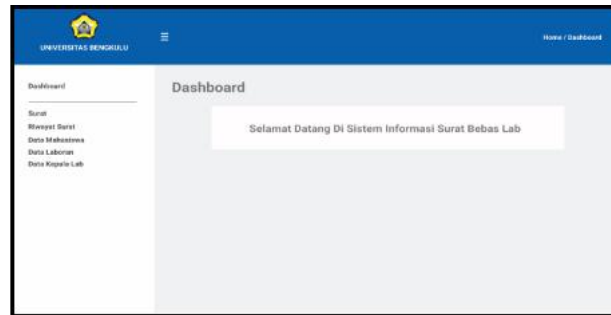 UNIVERSITAS BENGKULU
Home / Dashboard
Dashboard
Surat
Riwayat Surat
Data Mahasiswa
Data Laboran
Data Kepala Lab
Dashboard
Selamat Datang Di Sistem Informasi Surat Bebas Lab